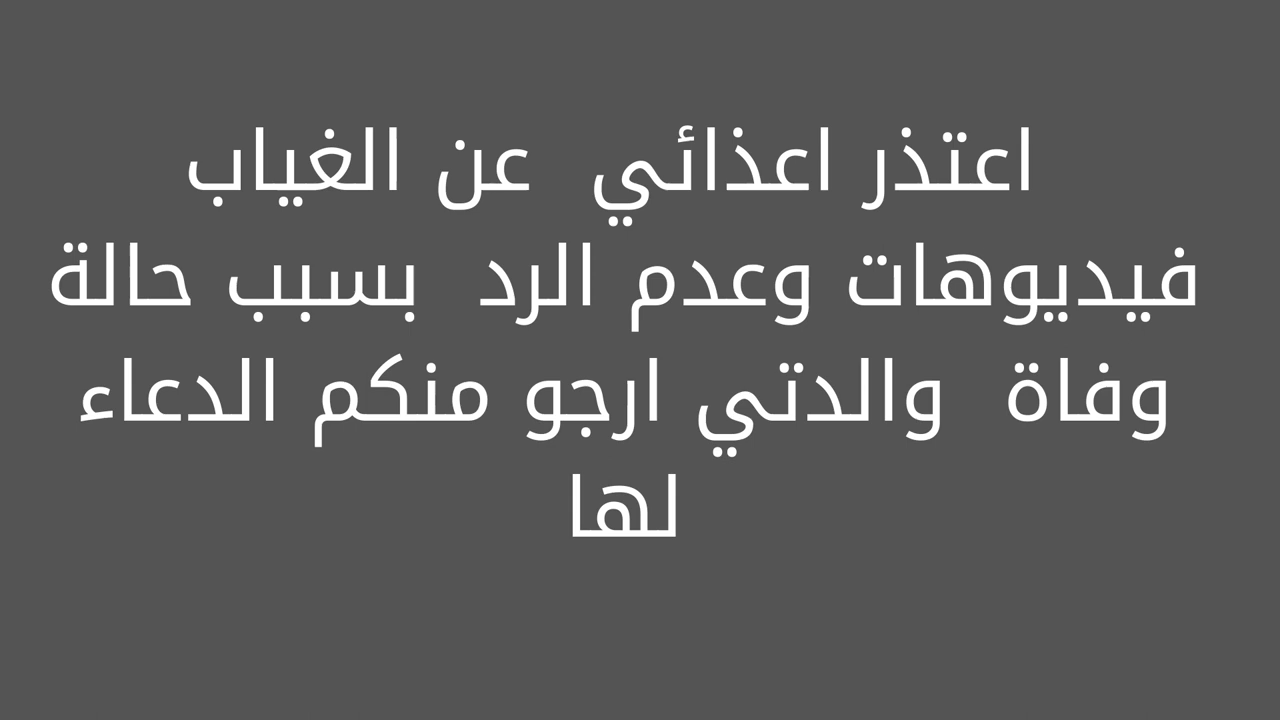 اعتذر اعذائي عن الغياب
فيديوهات وعدم الرد بسبب حالة
وفاة والدتي ارجو منكم الدعاء
لها